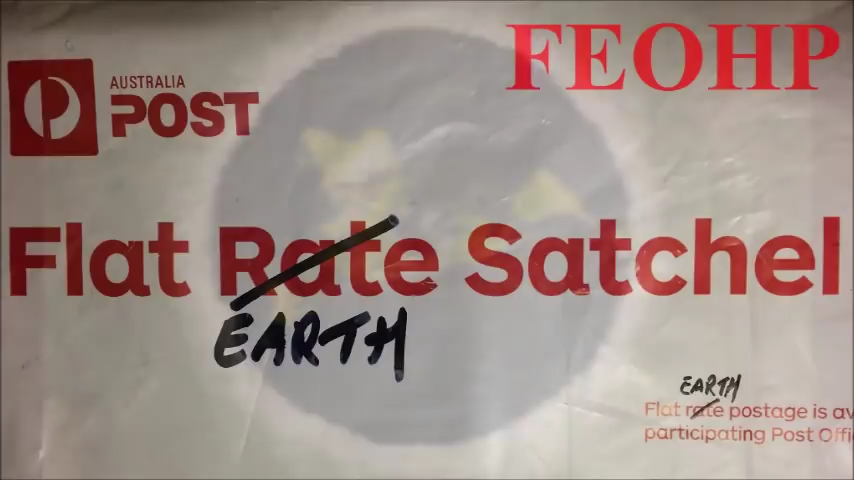 FEOHP
AUSTRALIA
POST
Flat Rate Satchel
EARTH
EARTH
Flat rate postage is av
participating Post Offi